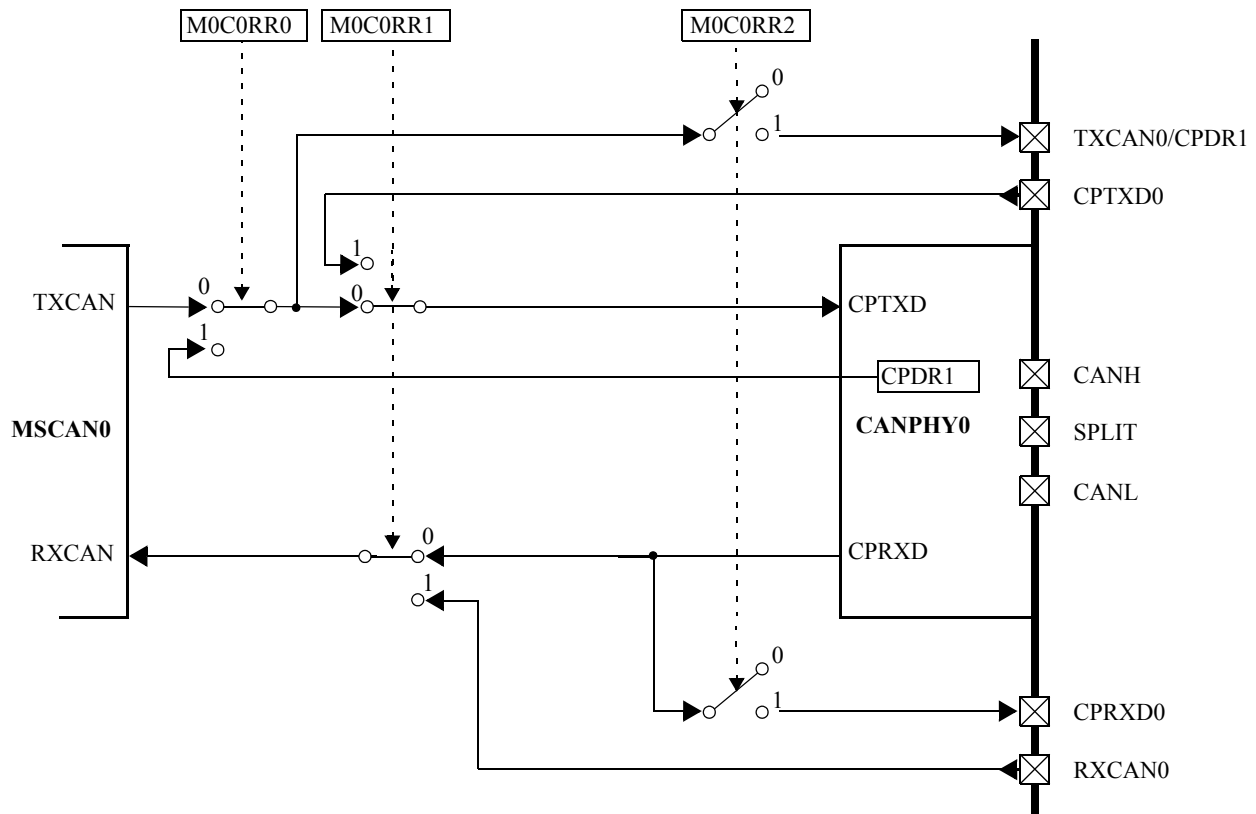 M0C0RR0
M0C0RR1
M0C0RR2
0
1
TXCAN0/CPDR1
CPTXD0
1
TXCAN
0
0
CPTXD
1
CPDR1
CANH
MSCAN0
CANPHY0
SPLIT
CANL
RXCAN
0
CPRXD
1
0
1
CPRXD0
RXCAN0